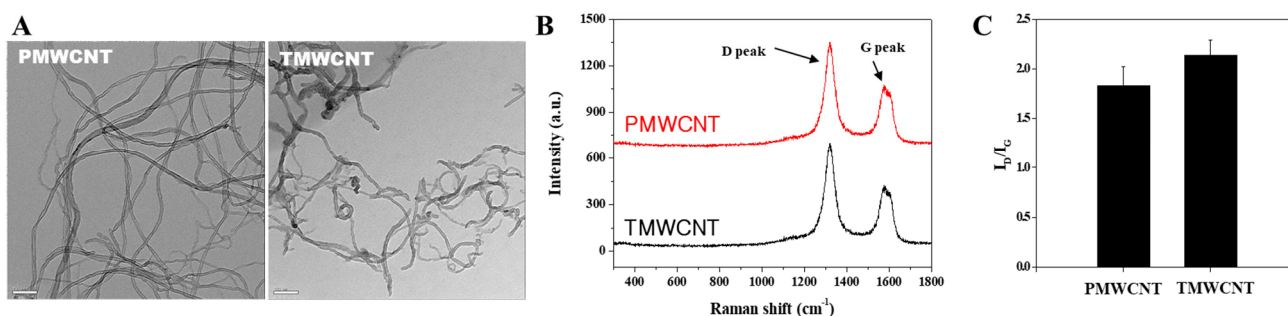 A
PMWCNT
TMWCNT
B
1500
1200
900
600
300
0
Intensity (a.u.)
D peak
G peak
PMWCNT
TMWCNT
400 600 800 1000 1200 1400 1600 1800
Raman shift (cm⁻¹)
C
2.5
2.0
1.5
1.0
0.5
0.0
I_D/I_G
PMWCNT TMWCNT